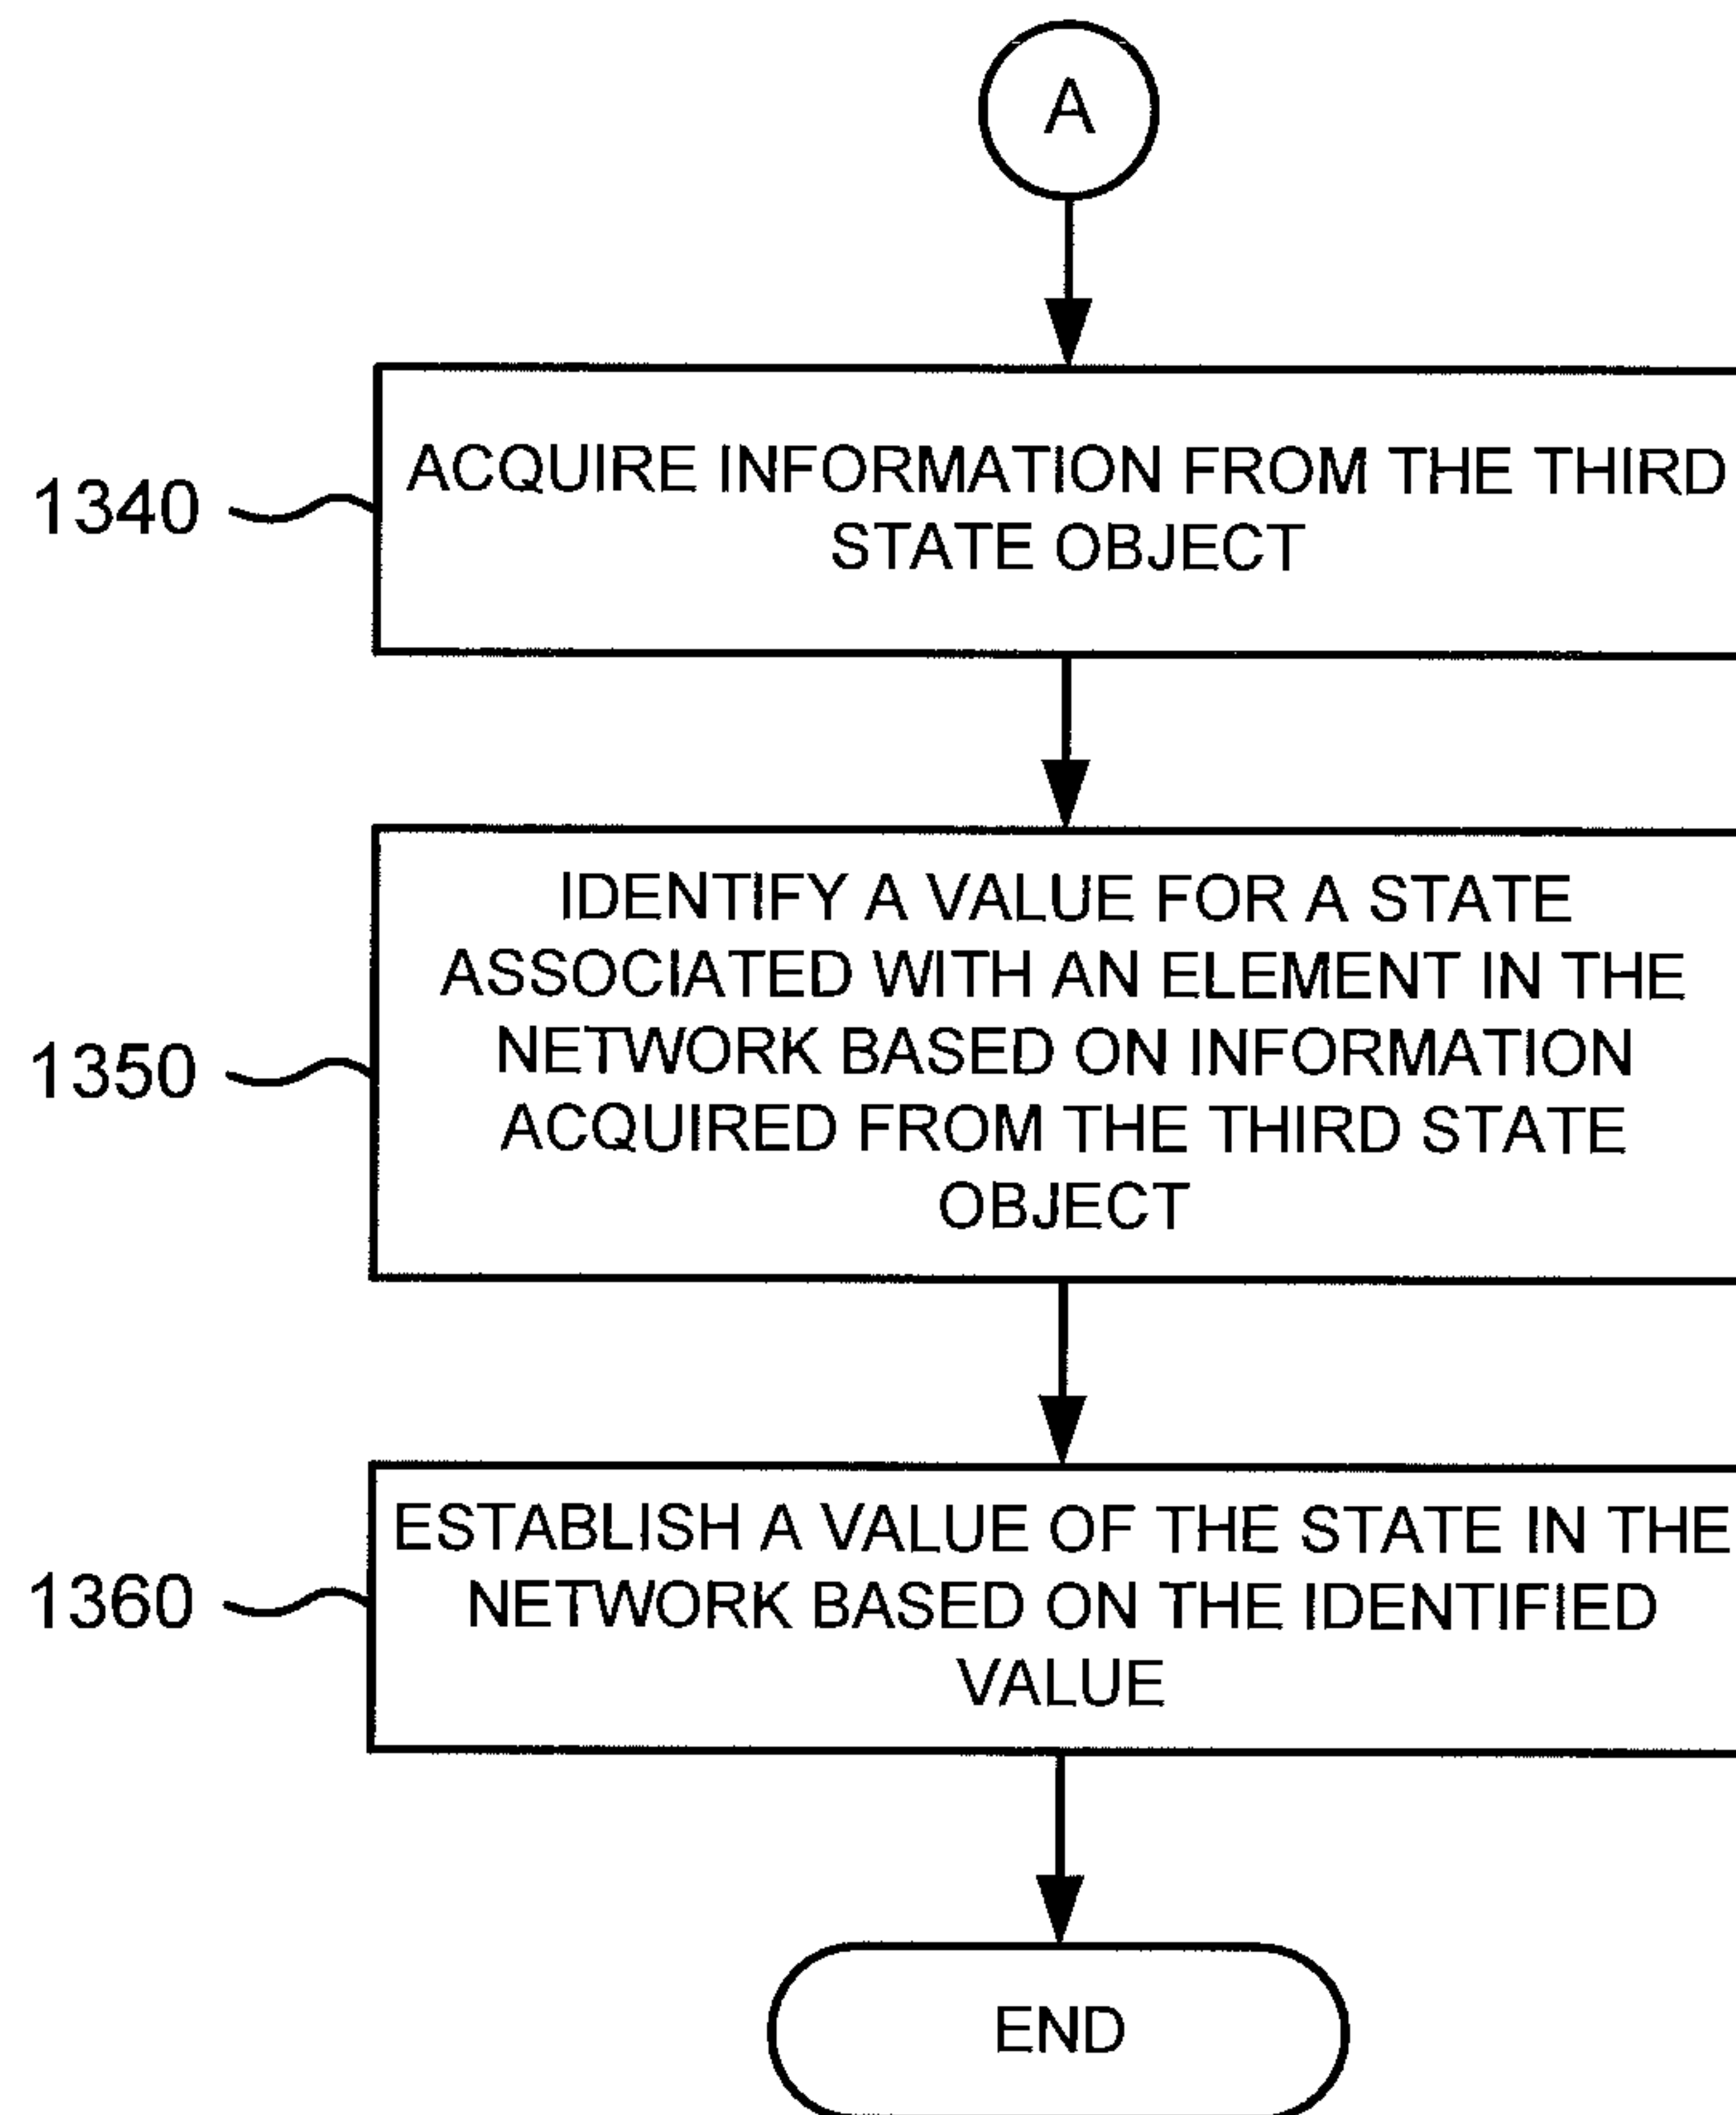 A
1340
ACQUIRE INFORMATION FROM THE THIRD
STATE OBJECT
1350
IDENTIFY A VALUE FOR A STATE
ASSOCIATED WITH AN ELEMENT IN THE
NETWORK BASED ON INFORMATION
ACQUIRED FROM THE THIRD STATE
OBJECT
1360
ESTABLISH A VALUE OF THE STATE IN THE
NETWORK BASED ON THE IDENTIFIED
VALUE
END